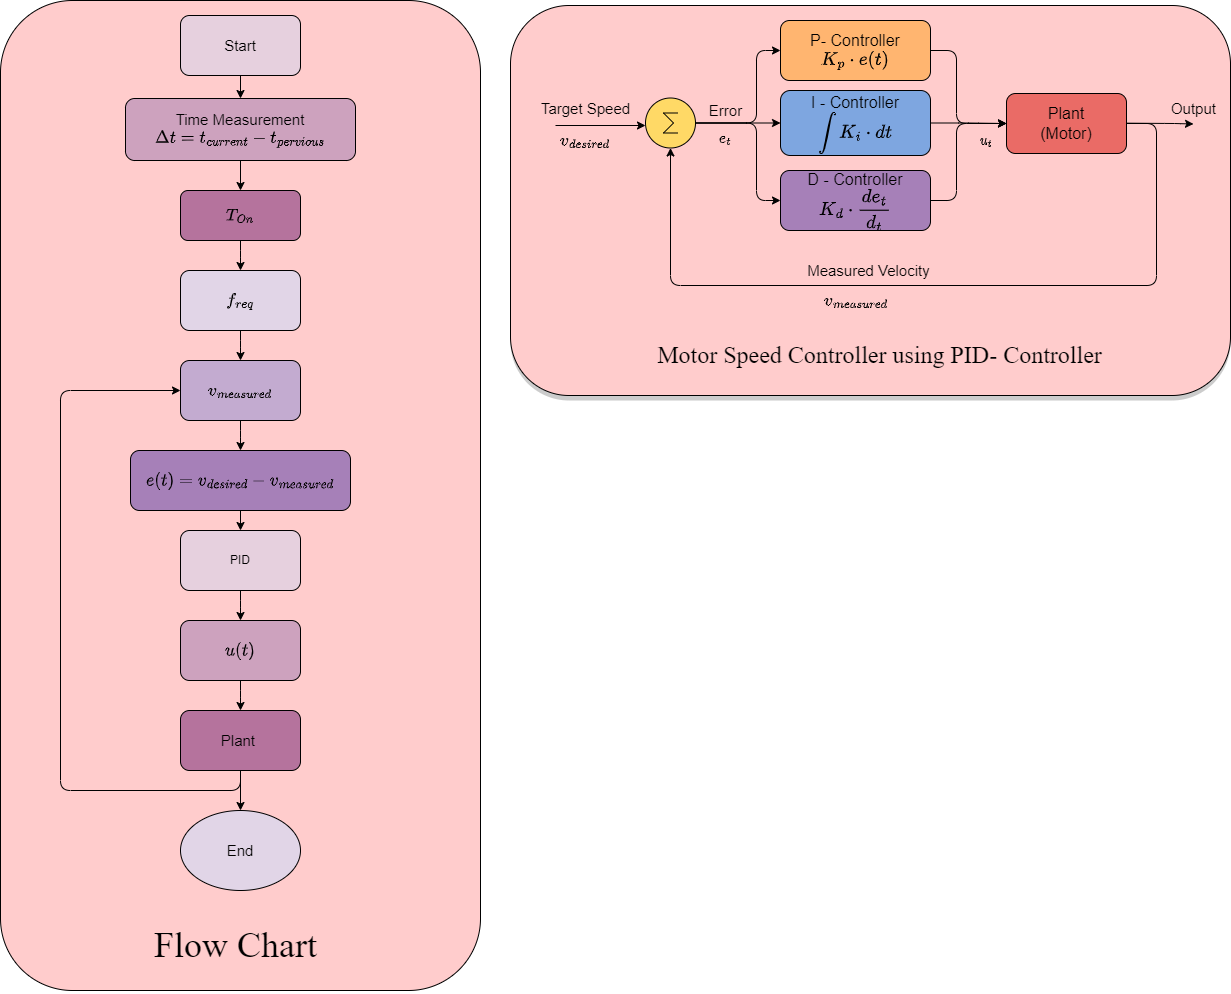 Start
Time Measurement
Δt = t_current − t_pervious
T_On
f_req
v_measured
e(t) = v_desired − v_measured
PID
u(t)
Plant
End
Flow Chart
Target Speed
v_desired
∑
Error
e_t
P- Controller
K_p · e(t)
I - Controller
∫ K_i · dt
D - Controller
K_d · de_t/d_t
u_t
Plant
(Motor)
Output
Measured Velocity
v_measured
Motor Speed Controller using PID- Controller